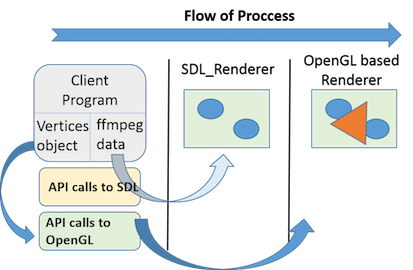 Flow of Proccess
Client
Program
Vertices
object
ffmpeg
data
API calls to SDL
API calls to
OpenGL
SDL_Renderer
OpenGL based
Renderer